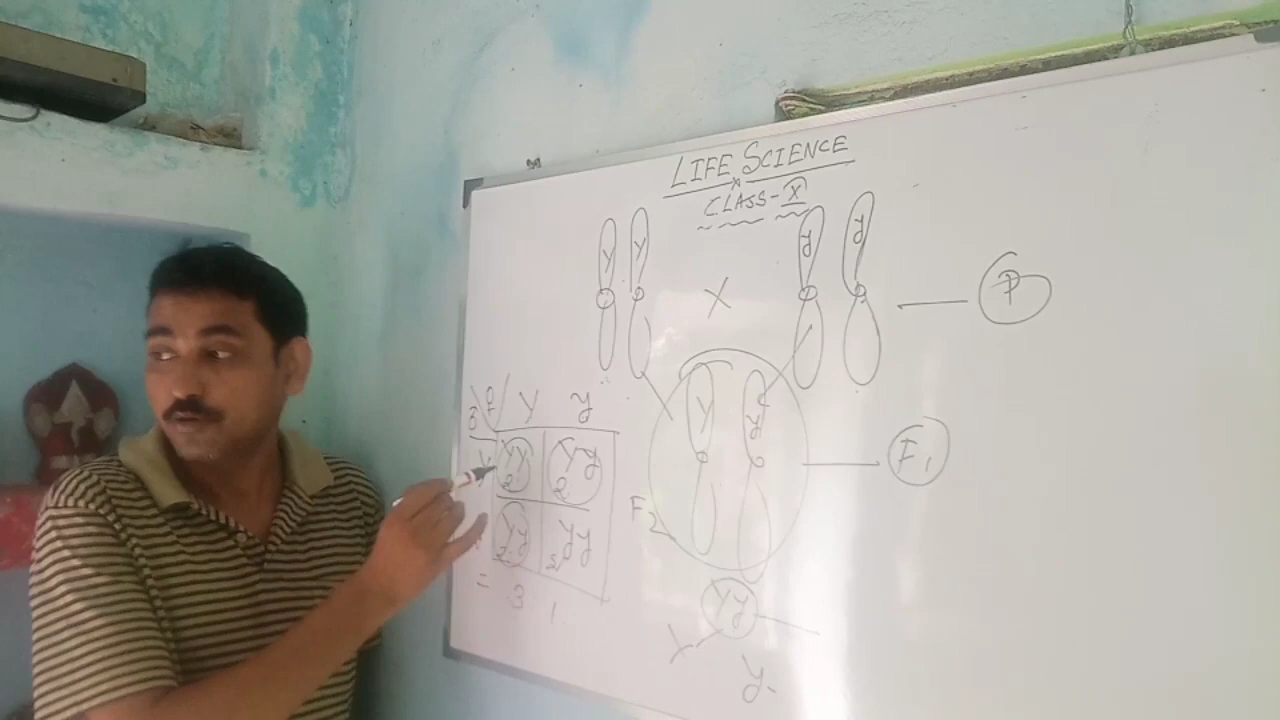 LIFE SCIENCE
CLASS-X
Y Y X y y P
Y y F1
♂ ♀ Y y
YY Yy
Yy yy
F2
= 3 1
Yy
Y
y